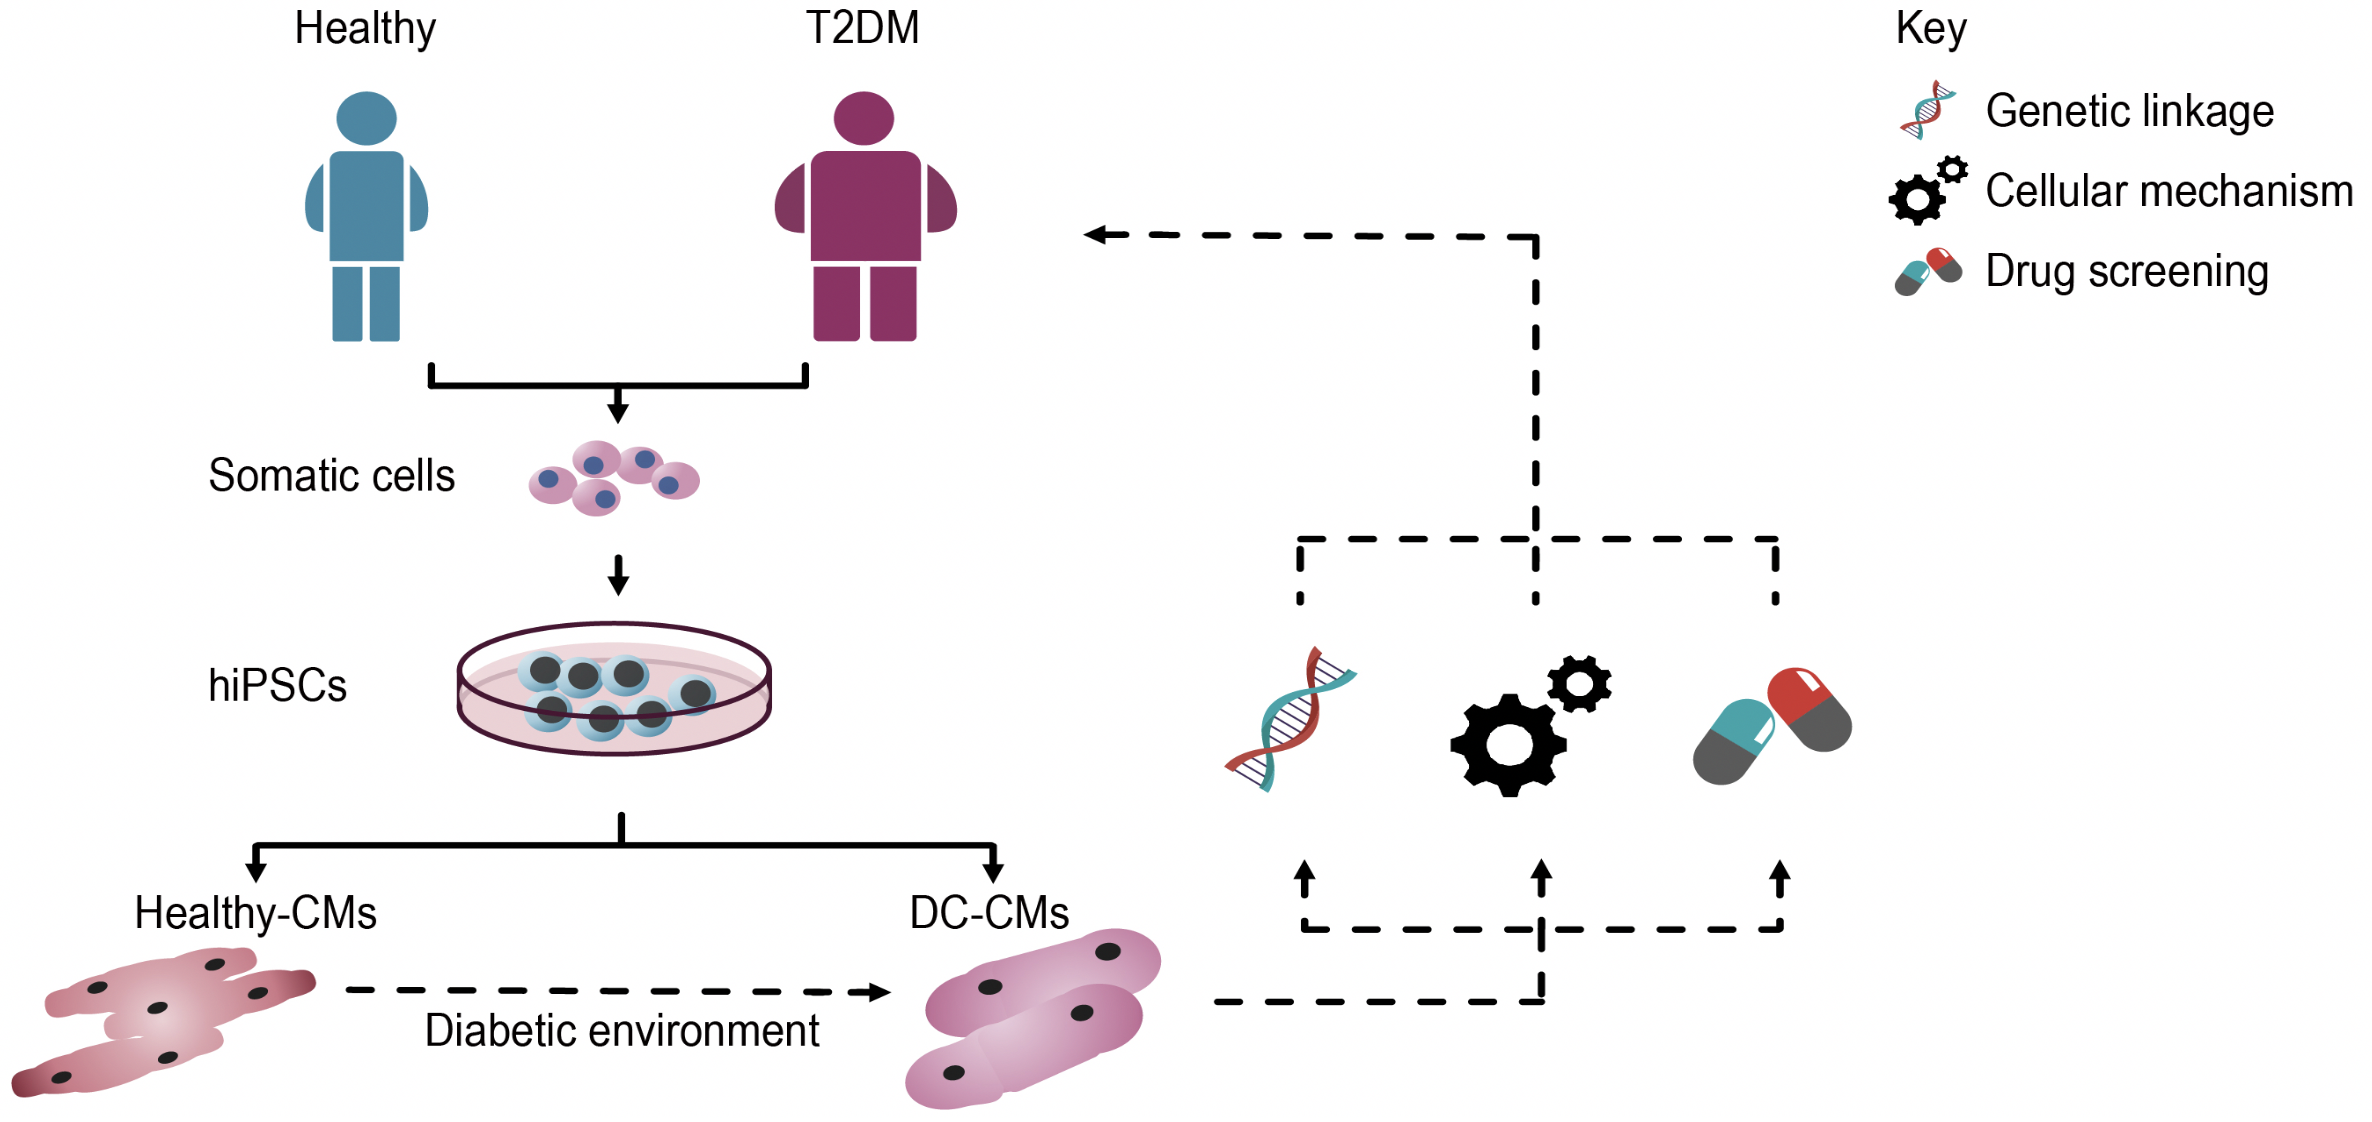 Healthy
T2DM
Key
Genetic linkage
Cellular mechanism
Drug screening
Somatic cells
hiPSCs
Healthy-CMs
DC-CMs
Diabetic environment